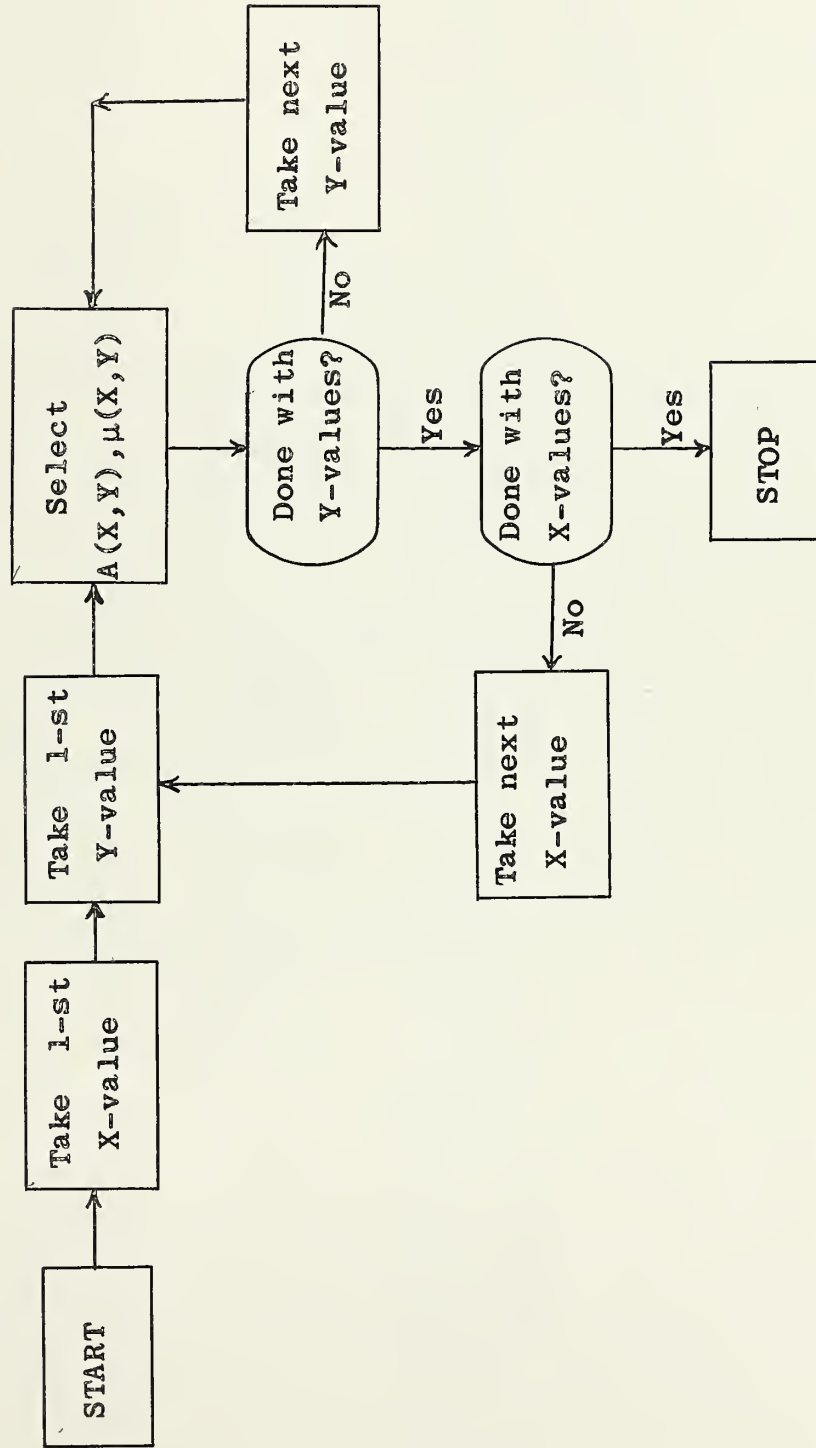 START
Take 1-st
X-value
Take 1-st
Y-value
Select
A(X,Y),μ(X,Y)
Take next
Y-value
No
Done with
Y-values?
Yes
Done with
X-values?
No
Take next
X-value
Yes
STOP